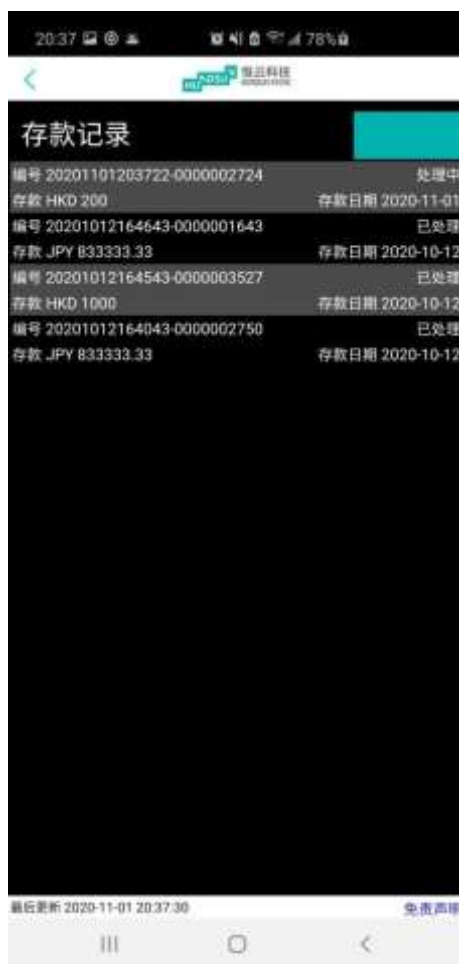 20:37 78%
恒云科技
存款记录
编号 20201101203722-0000002724 处理中
存款 HKD 200 存款日期 2020-11-01
编号 20201012164643-0000001643 已处理
存款 JPY 833333.33 存款日期 2020-10-12
编号 20201012164543-0000003527 已处理
存款 HKD 1000 存款日期 2020-10-12
编号 20201012164043-0000002750 已处理
存款 JPY 833333.33 存款日期 2020-10-12
最后更新 2020-11-01 20:37:30 免责声明